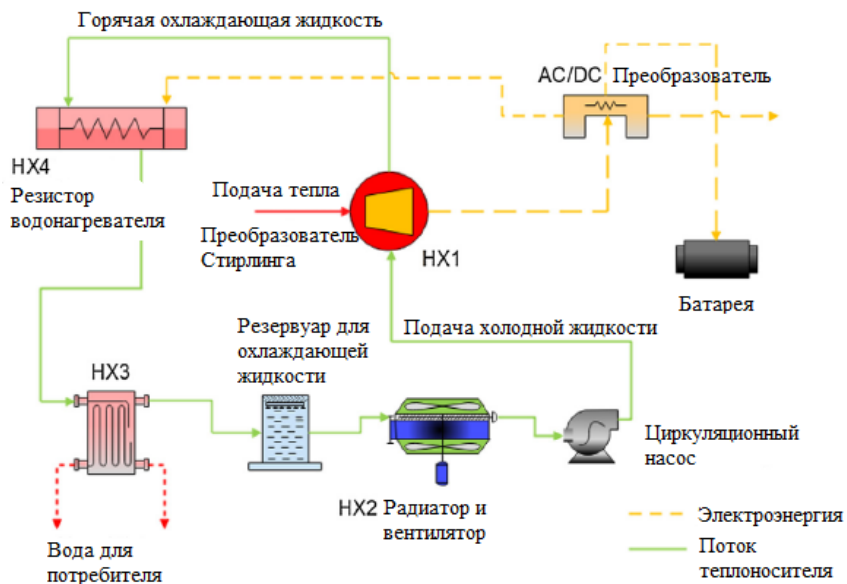 Горячая охлаждающая жидкость
AC/DC Преобразователь
HX4
Резистор
водонагревателя
Подача тепла
Преобразователь
Стирлинга
HX1
Батарея
Резервуар для
охлаждающей
жидкости
Подача холодной жидкости
HX3
Циркуляционный
насос
HX2 Радиатор и
вентилятор
Вода для
потребителя
Электроэнергия
Поток
теплоносителя